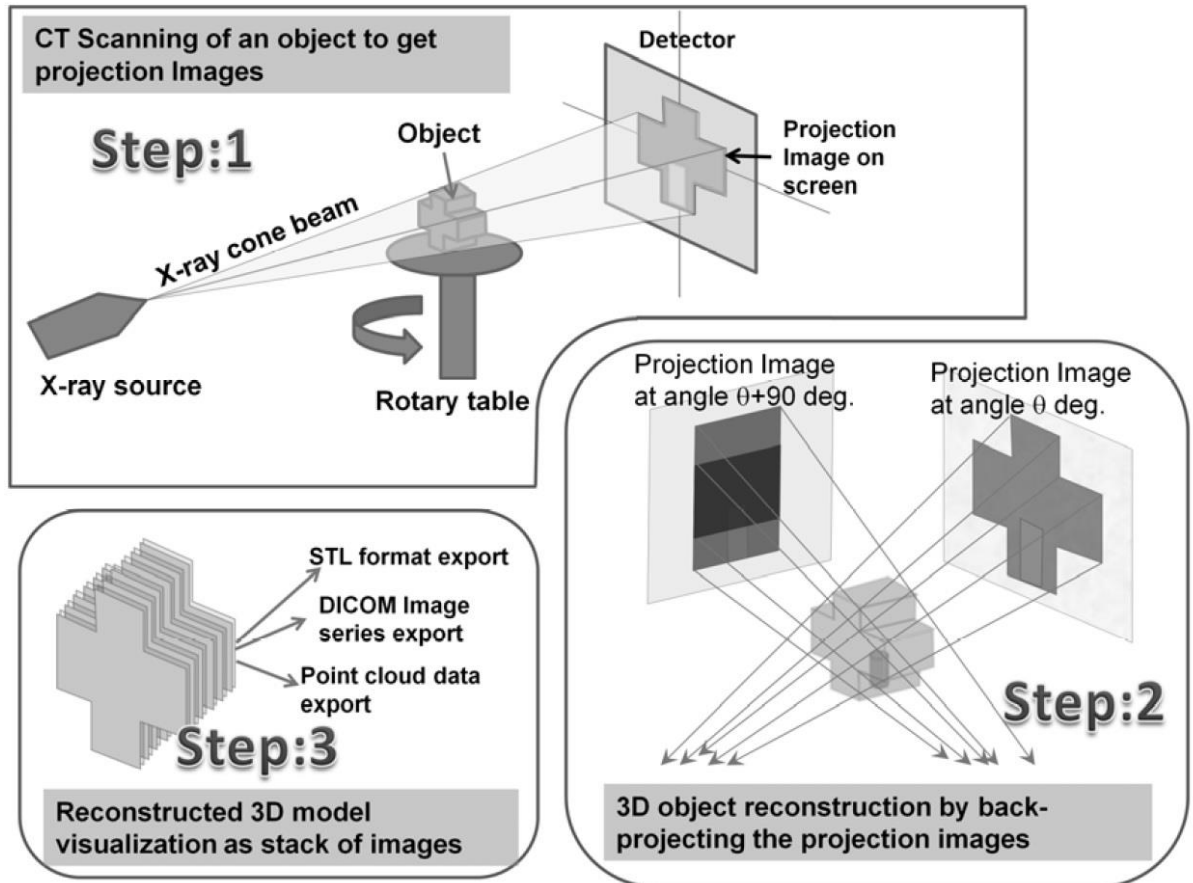 CT Scanning of an object to get
projection Images
Step:1
Detector
Object
Projection
Image on
screen
X-ray cone beam
X-ray source
Rotary table
Projection Image
at angle θ+90 deg.
Projection Image
at angle θ deg.
Step:2
3D object reconstruction by back-
projecting the projection images
STL format export
DICOM Image
series export
Point cloud data
export
Step:3
Reconstructed 3D model
visualization as stack of images